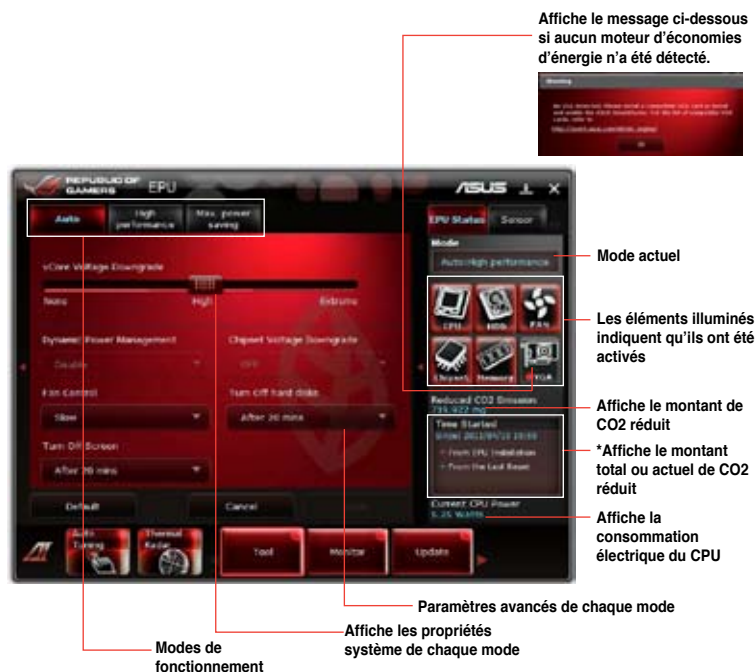 Affiche le message ci-dessous
si aucun moteur d'économies
d'énergie n'a été détecté.
Warning
REPUBLIC OF
GAMERS
EPU
ASUS
Auto
High
performance
Max. power
saving
EPU Status
Sensor
Mode
Auto:High performance
Mode actuel
vCore Voltage Downgrade
None
High
Extreme
CPU
HDD
FAN
Chipset
Memory
VGA
Les éléments illuminés
indiquent qu'ils ont été
activés
Dynamic Power Management
Chipset Voltage Downgrade
Disable
OFF
Fan Control
Turn Off hard disks
Slow
After 20 mins
Turn Off Screen
After 20 mins
Reduced CO2 Emission
Affiche le montant de
CO2 réduit
Time Started
From EPU Installation
From the Last Reset
*Affiche le montant
total ou actuel de CO2
réduit
Default
Cancel
Current CPU Power
Affiche la
consommation
électrique du CPU
Auto
Tuning
Thermal
Radar
Tool
Monitor
Update
Paramètres avancés de chaque mode
Affiche les propriétés
système de chaque mode
Modes de
fonctionnement